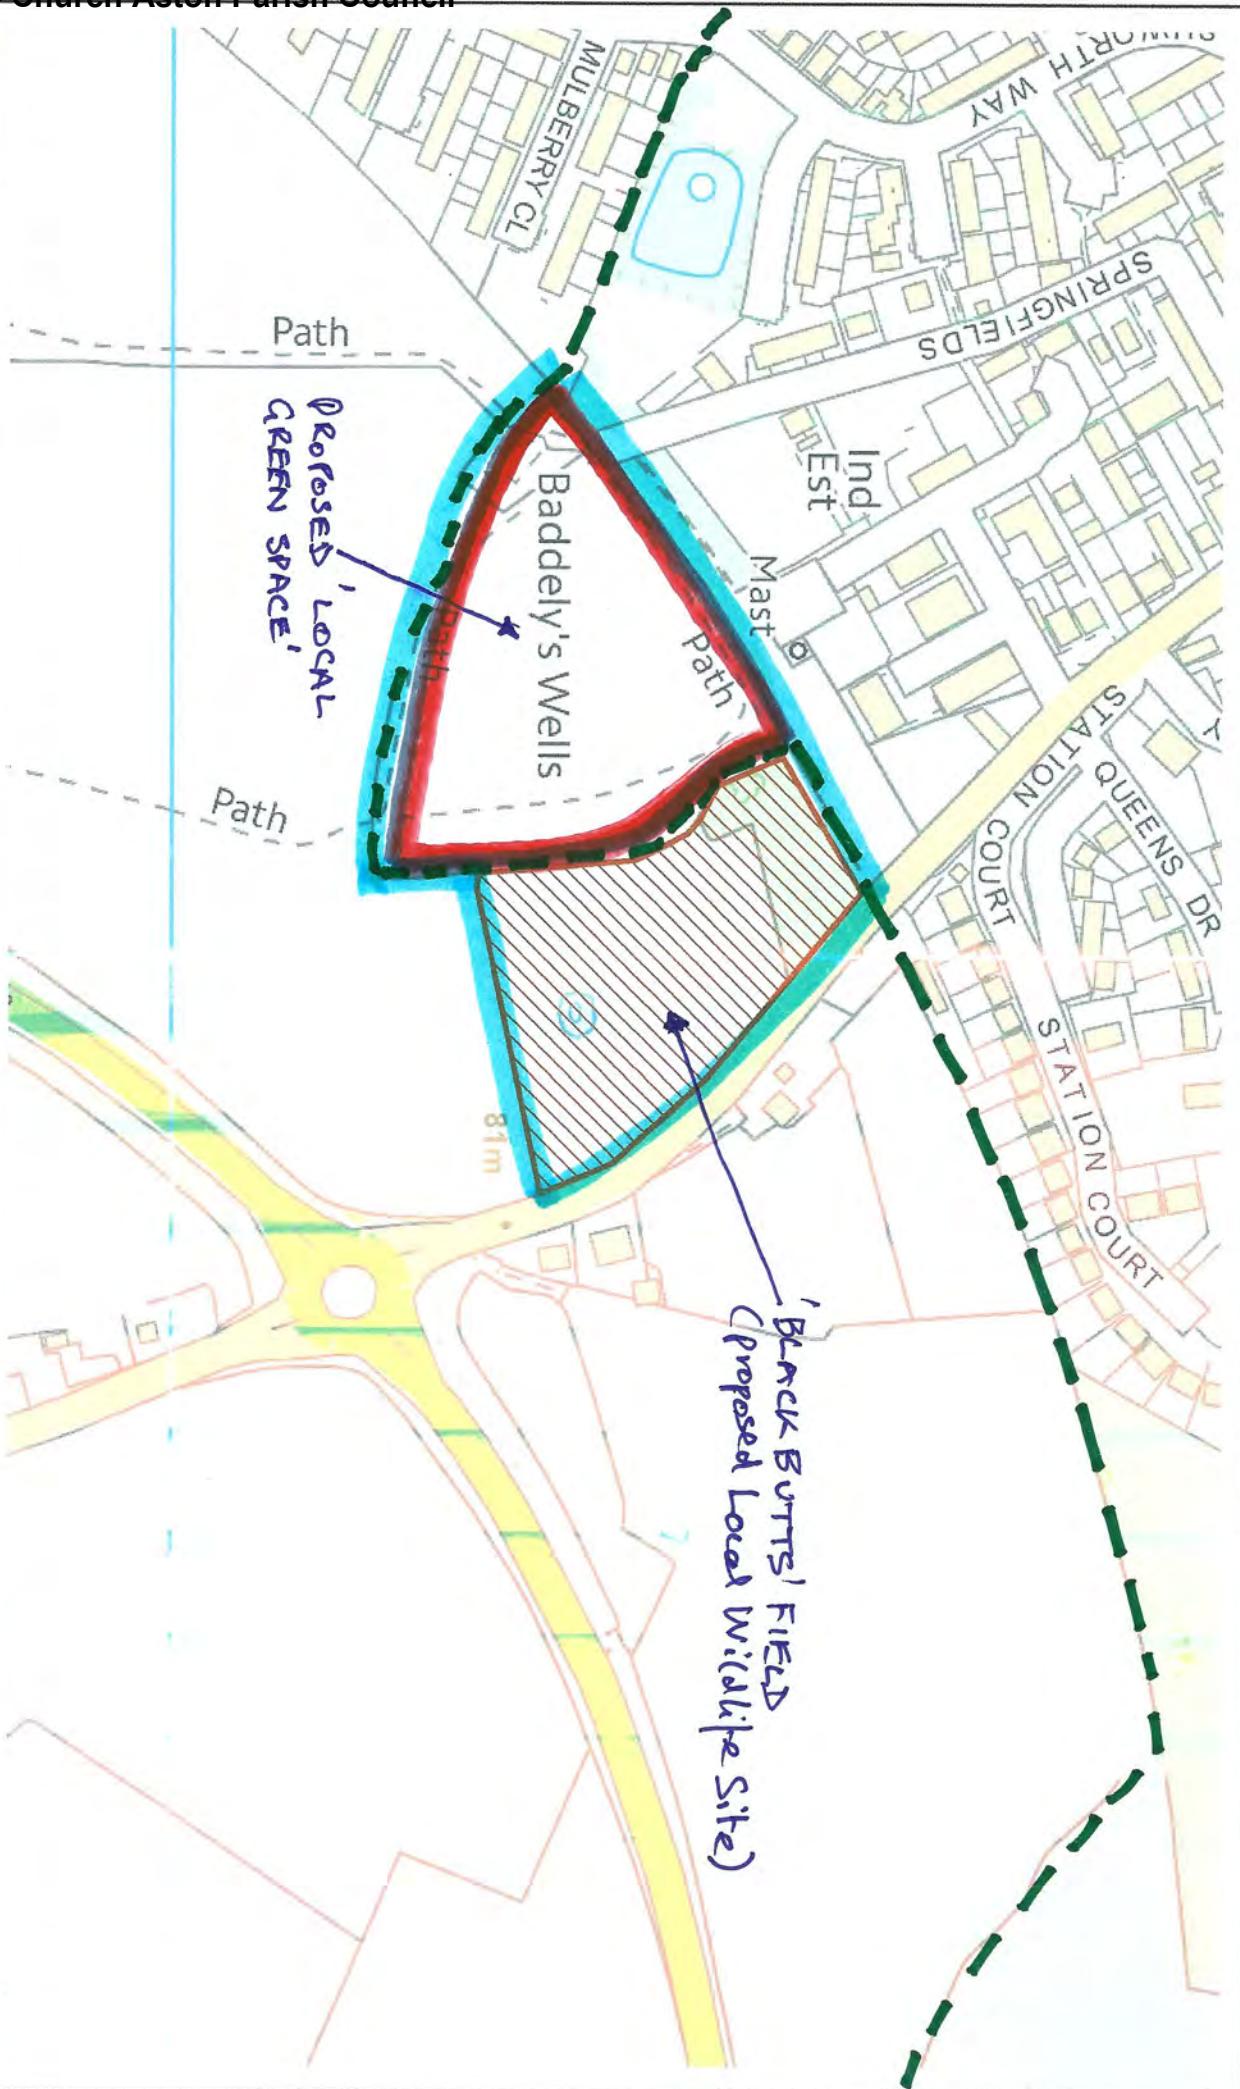 Church Aston Parish Council
MULBERRY CL
WAY
SPRINGFIELDS
Path
PROPOSED 'LOCAL
GREEN SPACE'
Ind
Est
Baddely's Wells
Mast
Path
Path
Path
STATION COURT
QUEENS DR
STATION COURT
81m
'BLACK BUTTS' FIELD
(proposed Local Wildlife Site)